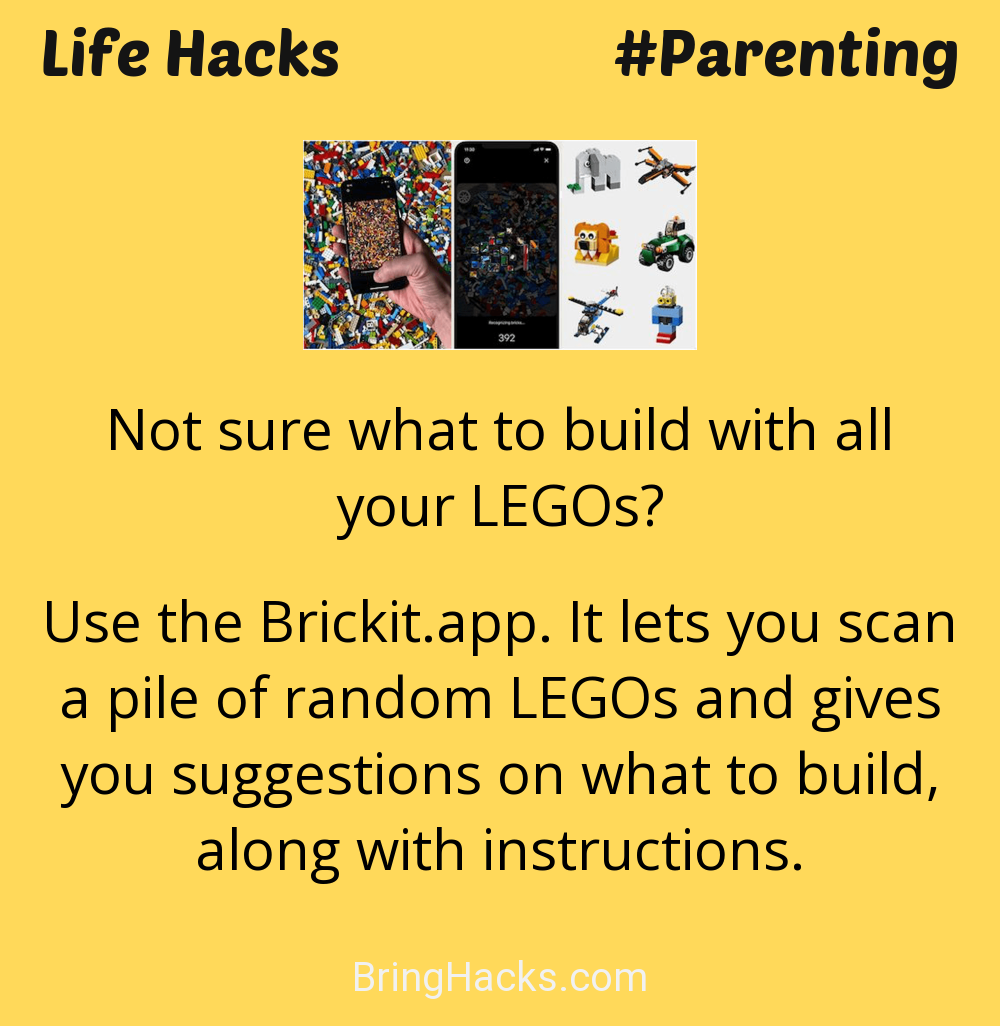 Life Hacks
#Parenting
11:33
Recognizing bricks...
392
Not sure what to build with all
your LEGOs?
Use the Brickit.app. It lets you scan
a pile of random LEGOs and gives
you suggestions on what to build,
along with instructions.
BringHacks.com